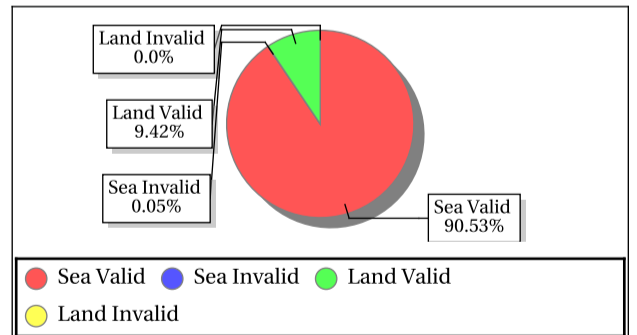 Land Invalid
0.0%
Land Valid
9.42%
Sea Invalid
0.05%
Sea Valid
90.53%
Sea Valid
Sea Invalid
Land Valid
Land Invalid